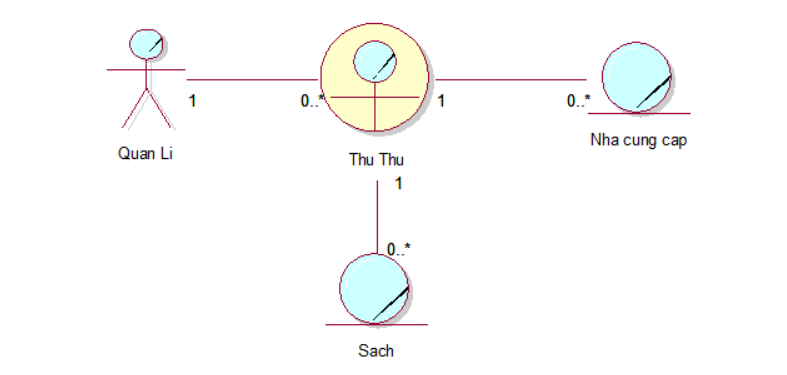 1
0..*
1
0..*
Quan Li
Thu Thu
Nha cung cap
1
0..*
Sach